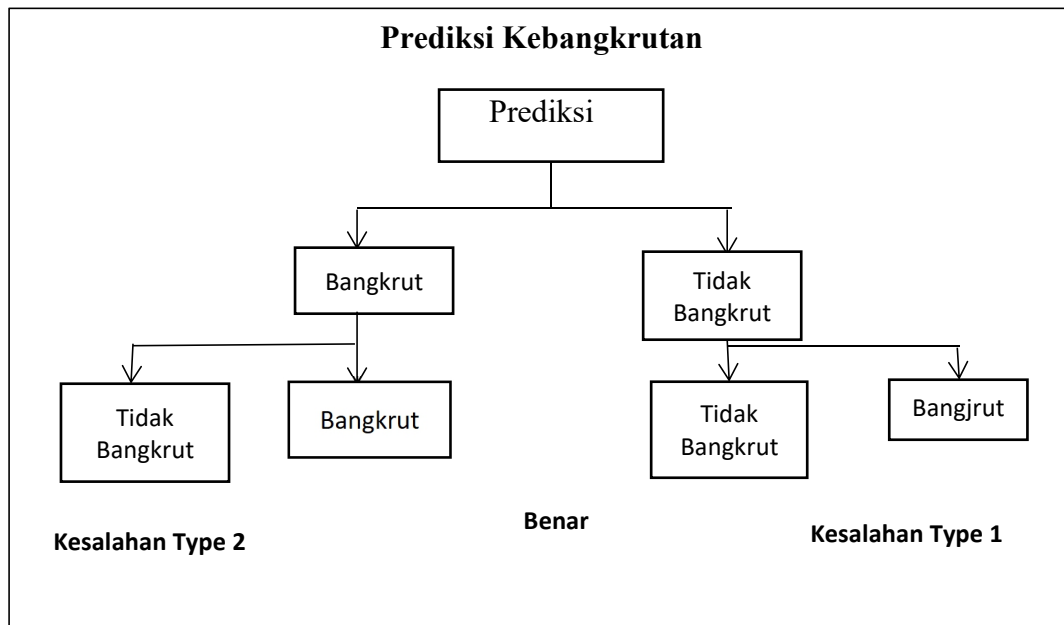 Prediksi Kebangkrutan
Prediksi
Bangkrut
Tidak
Bangkrut
Tidak
Bangkrut
Bangkrut
Tidak
Bangkrut
Bangjrut
Kesalahan Type 2
Benar
Kesalahan Type 1